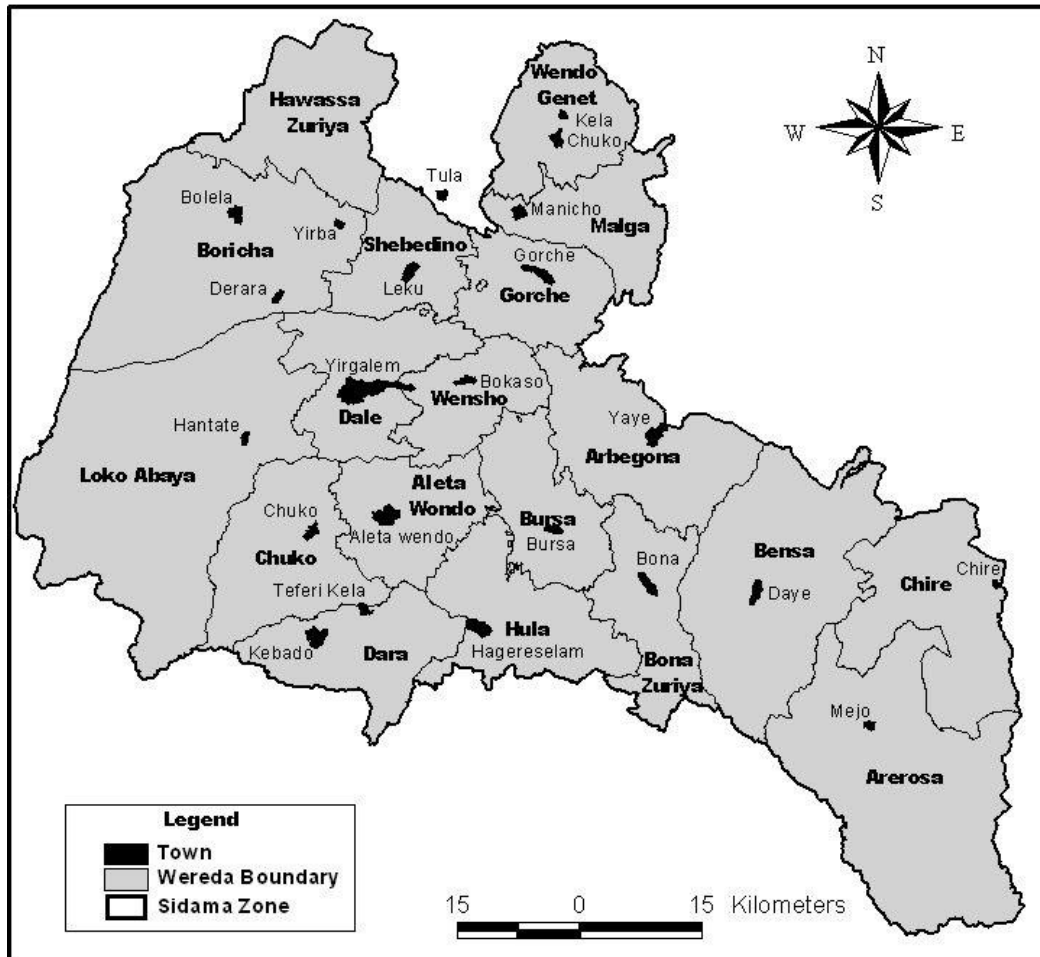 N
W
E
S
Wendo
Genet
Kela
Chuko
Hawassa
Zuriya
Tula
Manicho
Malga
Bolela
Yirba
Boricha
Shebedino
Leku
Gorche
Gorche
Derara
Yirgalem
Bokaso
Wensho
Dale
Hantate
Yaye
Arbegona
Loko Abaya
Aleta
Wondo
Aleta wendo
Chuko
Chuko
Bursa
Bursa
Bona
Bensa
Daye
Chire
Chire
Teferi Kela
Kebado
Dara
Hula
Hagereselam
Bona
Zuriya
Mejo
Arerosa
Legend
Town
Wereda Boundary
Sidama Zone
15 0 15 Kilometers